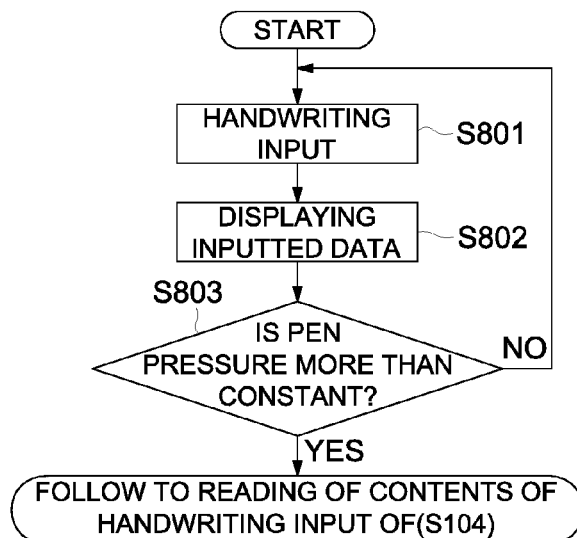 START
HANDWRITING
INPUT
S801
DISPLAYING
INPUTTED DATA
S802
S803
IS PEN
PRESSURE MORE THAN
CONSTANT?
NO
YES
FOLLOW TO READING OF CONTENTS OF
HANDWRITING INPUT OF(S104)